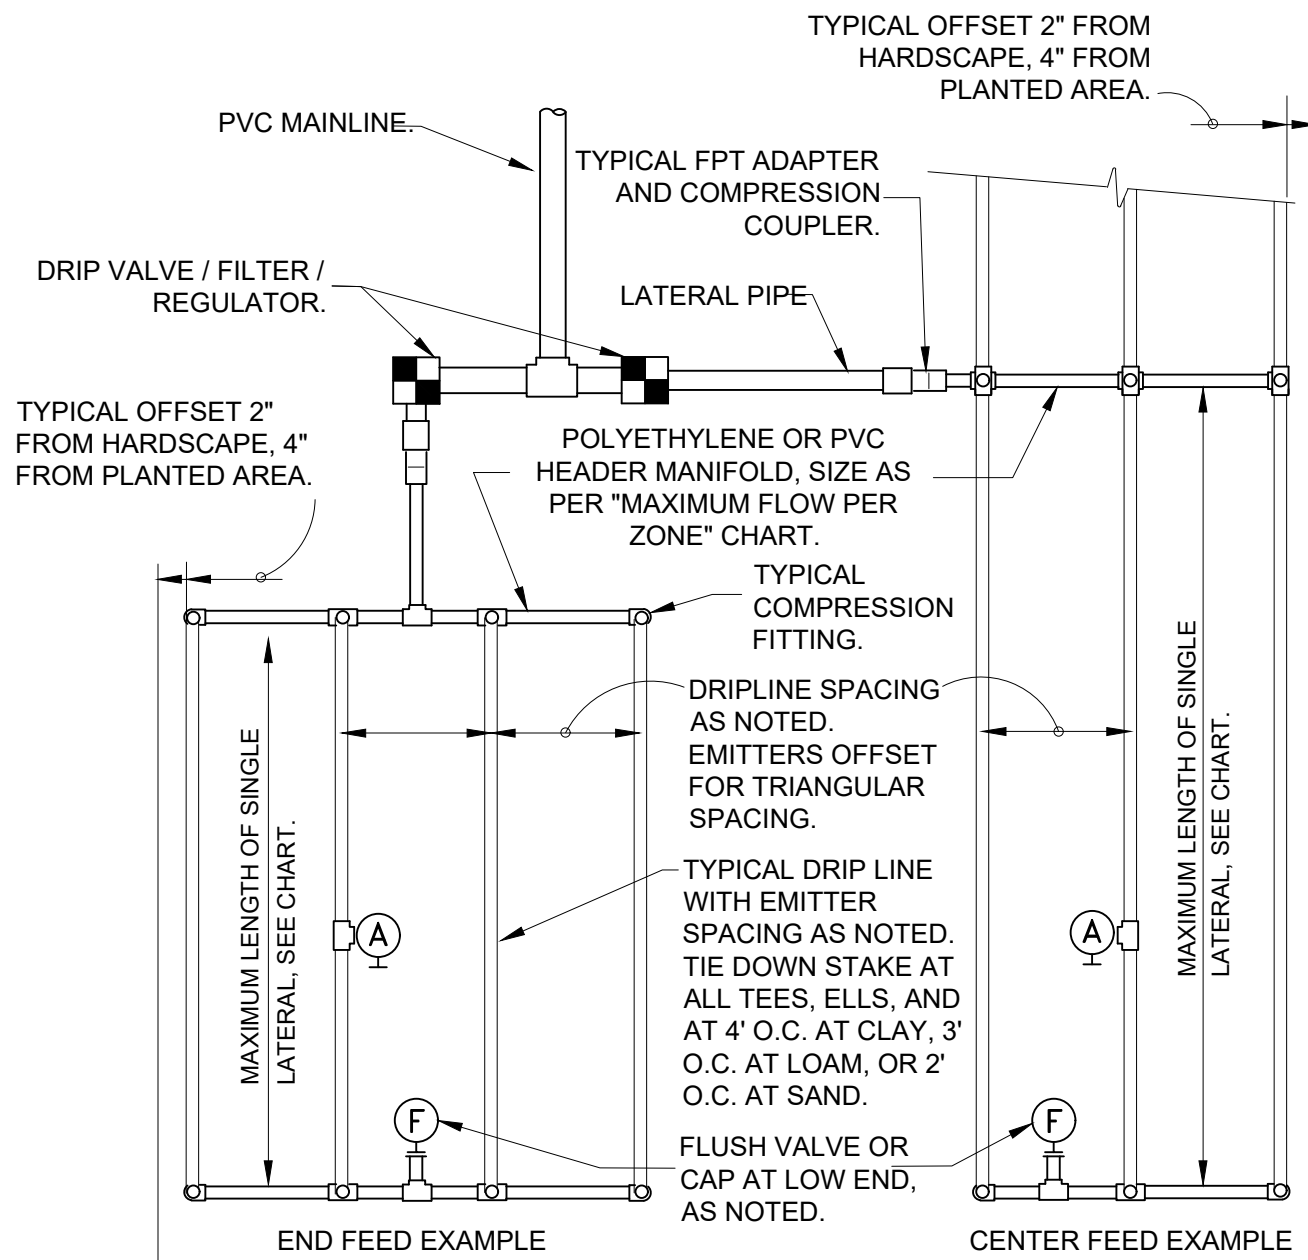 TYPICAL OFFSET 2" FROM
HARDSCAPE, 4" FROM
PLANTED AREA.
PVC MAINLINE.
TYPICAL FPT ADAPTER
AND COMPRESSION
COUPLER.
DRIP VALVE / FILTER /
REGULATOR.
LATERAL PIPE
TYPICAL OFFSET 2"
FROM HARDSCAPE, 4"
FROM PLANTED AREA.
POLYETHYLENE OR PVC
HEADER MANIFOLD, SIZE AS
PER "MAXIMUM FLOW PER
ZONE" CHART.
TYPICAL
COMPRESSION
FITTING.
DRIPLINE SPACING
AS NOTED.
EMITTERS OFFSET
FOR TRIANGULAR
SPACING.
MAXIMUM LENGTH OF SINGLE
LATERAL, SEE CHART.
MAXIMUM LENGTH OF SINGLE
LATERAL, SEE CHART.
TYPICAL DRIP LINE
WITH EMITTER
SPACING AS NOTED.
TIE DOWN STAKE AT
ALL TEES, ELLS, AND
AT 4' O.C. AT CLAY, 3'
O.C. AT LOAM, OR 2'
O.C. AT SAND.
A
A
F
F
FLUSH VALVE OR
CAP AT LOW END,
AS NOTED.
END FEED EXAMPLE
CENTER FEED EXAMPLE